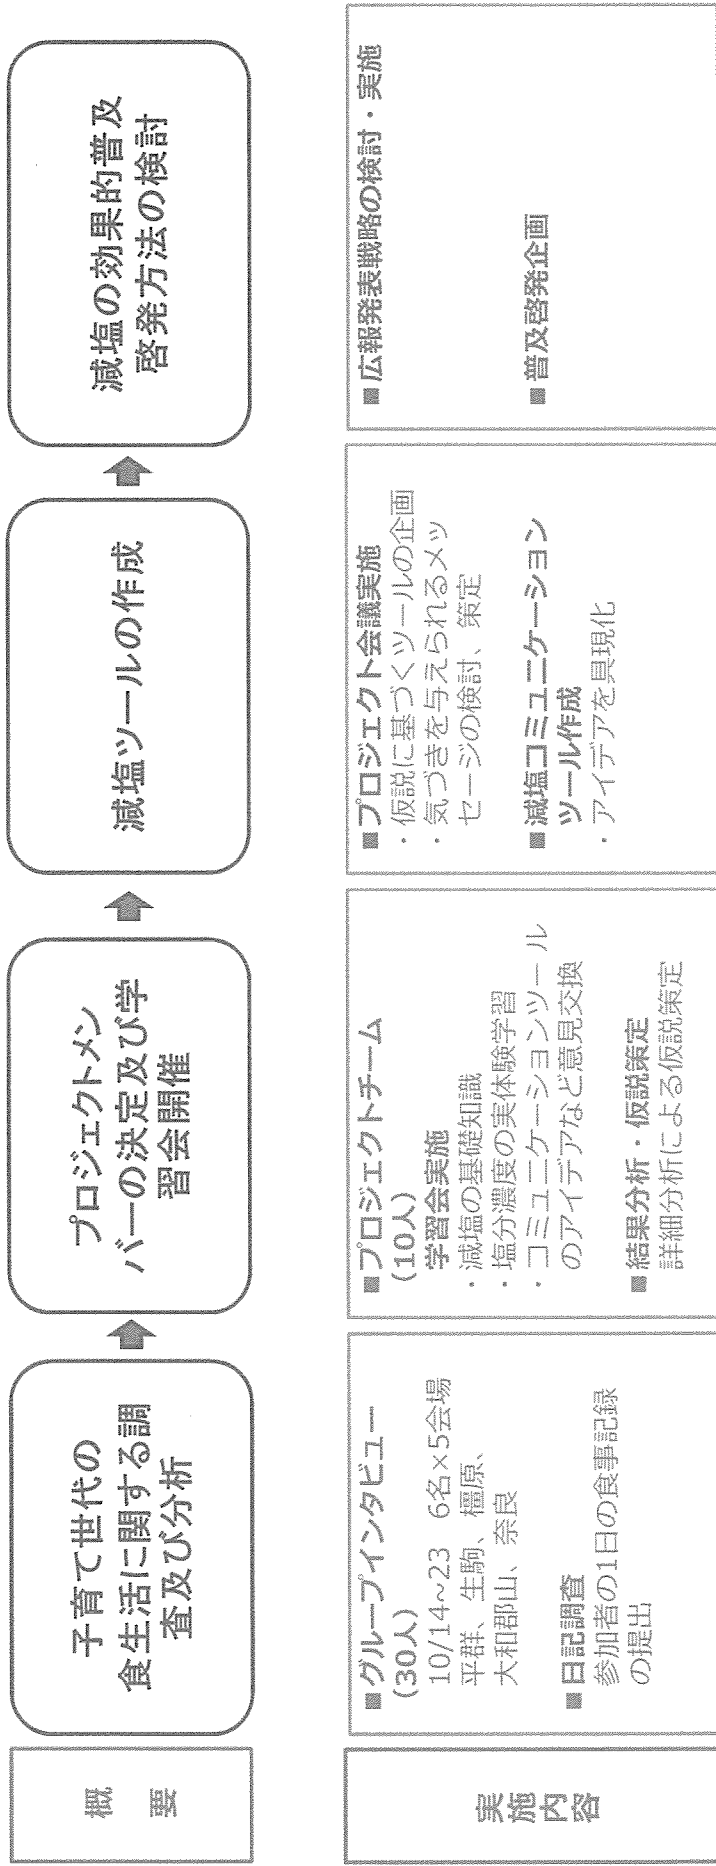 概要
子育て世代の
食生活に関する調
査及び分析
プロジェクトメン
バーの決定及び学
習会開催
減塩ツールの作成
減塩の効果的普及
啓発方法の検討
実施内容
■グループインタビュー
(30人)
10/14~23 6名×5会場
平群、生駒、橿原、
大和郡山、奈良
■日記調査
参加者の1日の食事記録
の提出
■プロジェクトチーム
(10人)
学習会実施
・減塩の基礎知識
・塩分濃度の実体験学習
・コミュニケーションツール
のアイデアなど意見交換
■結果分析・仮説策定
詳細分析による仮説策定
■プロジェクト会議実施
・仮説に基づくツールの企画
・気づきを与えられるメッ
セージの検討、策定
■減塩コミュニケーション
ツール作成
・アイデアを具現化
■広報発表戦略の検討・実施
■普及啓発企画